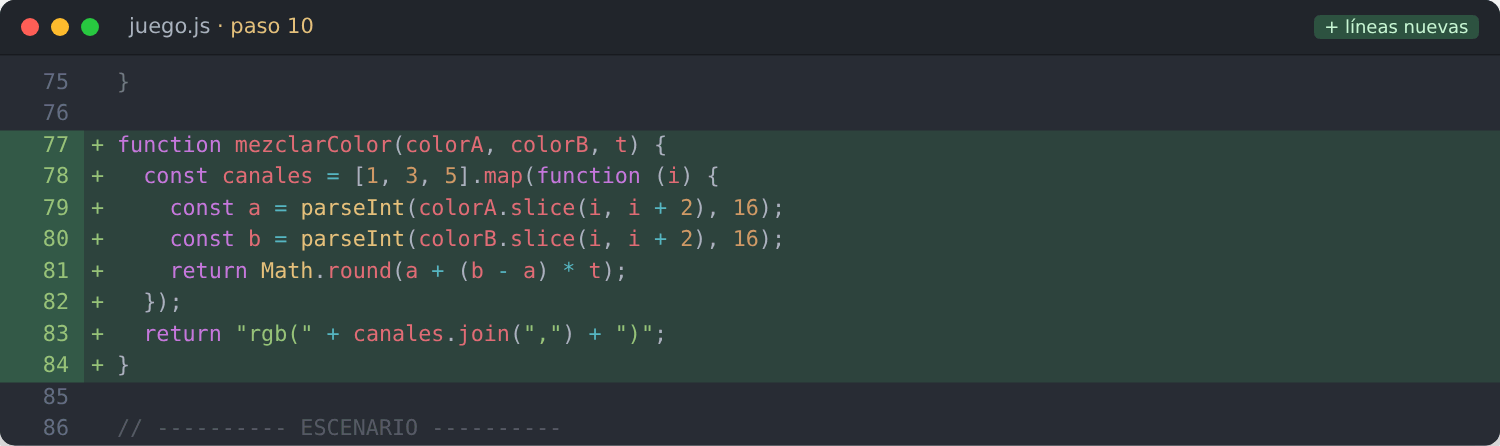 juego.js · paso 10
+ líneas nuevas
75 }
76
77 + function mezclarColor(colorA, colorB, t) {
78 +   const canales = [1, 3, 5].map(function (i) {
79 +     const a = parseInt(colorA.slice(i, i + 2), 16);
80 +     const b = parseInt(colorB.slice(i, i + 2), 16);
81 +     return Math.round(a + (b - a) * t);
82 +   });
83 +   return "rgb(" + canales.join(",") + ")";
84 + }
85
86 // ---------- ESCENARIO ----------